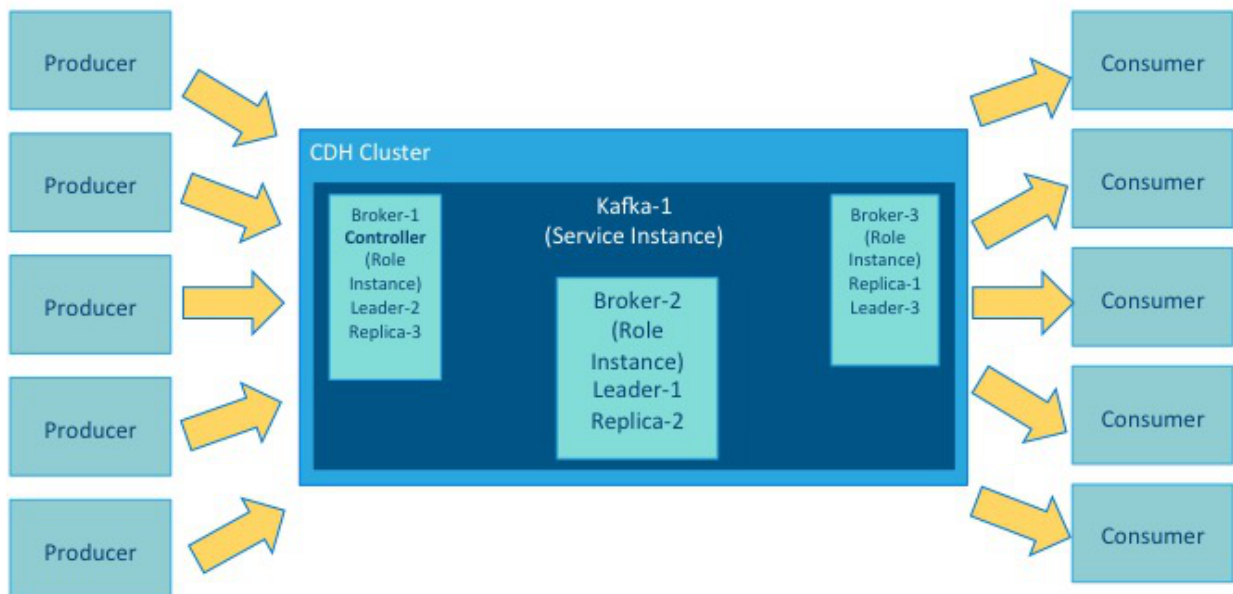 Producer
Producer
Producer
Producer
Producer
CDH Cluster
Kafka-1
(Service Instance)
Broker-1
Controller
(Role
Instance)
Leader-2
Replica-3
Broker-2
(Role
Instance)
Leader-1
Replica-2
Broker-3
(Role
Instance)
Replica-1
Leader-3
Consumer
Consumer
Consumer
Consumer
Consumer